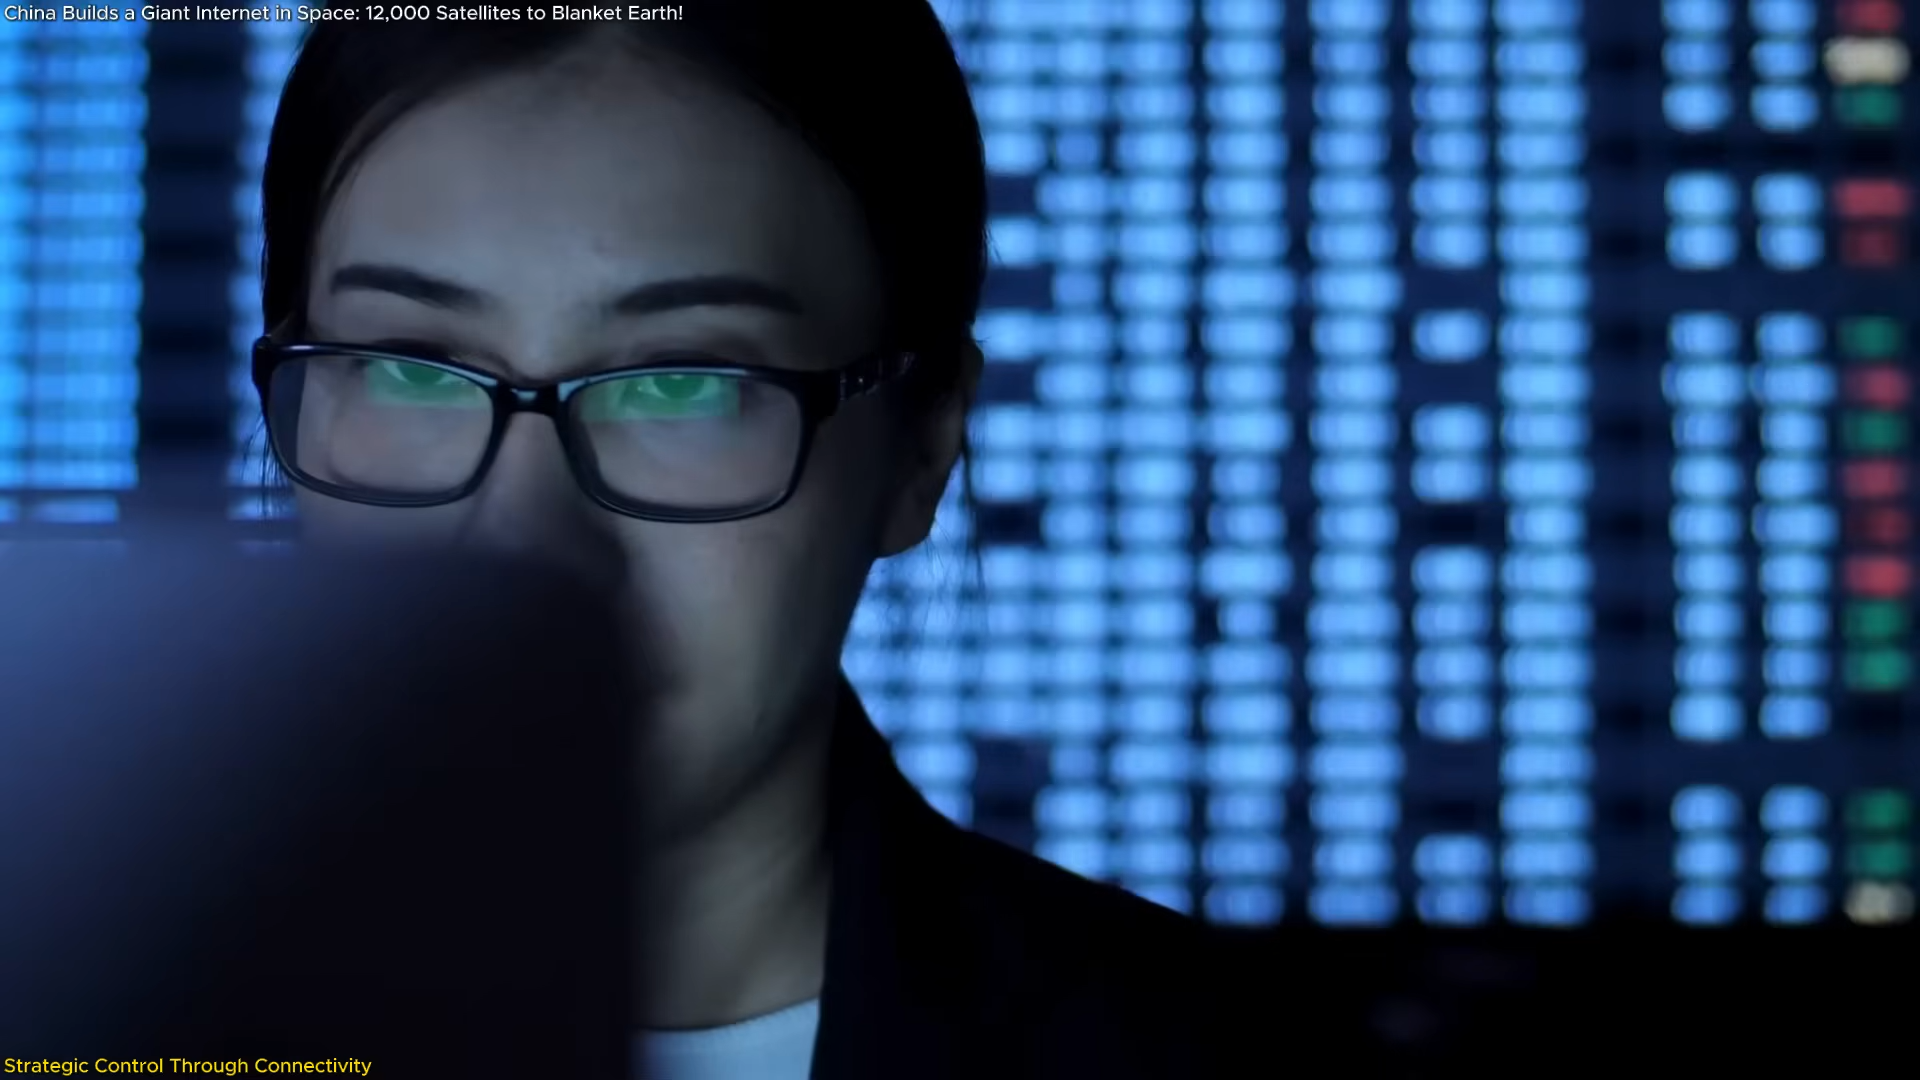 China Builds a Giant Internet in Space: 12,000 Satellites to Blanket Earth!
Strategic Control Through Connectivity